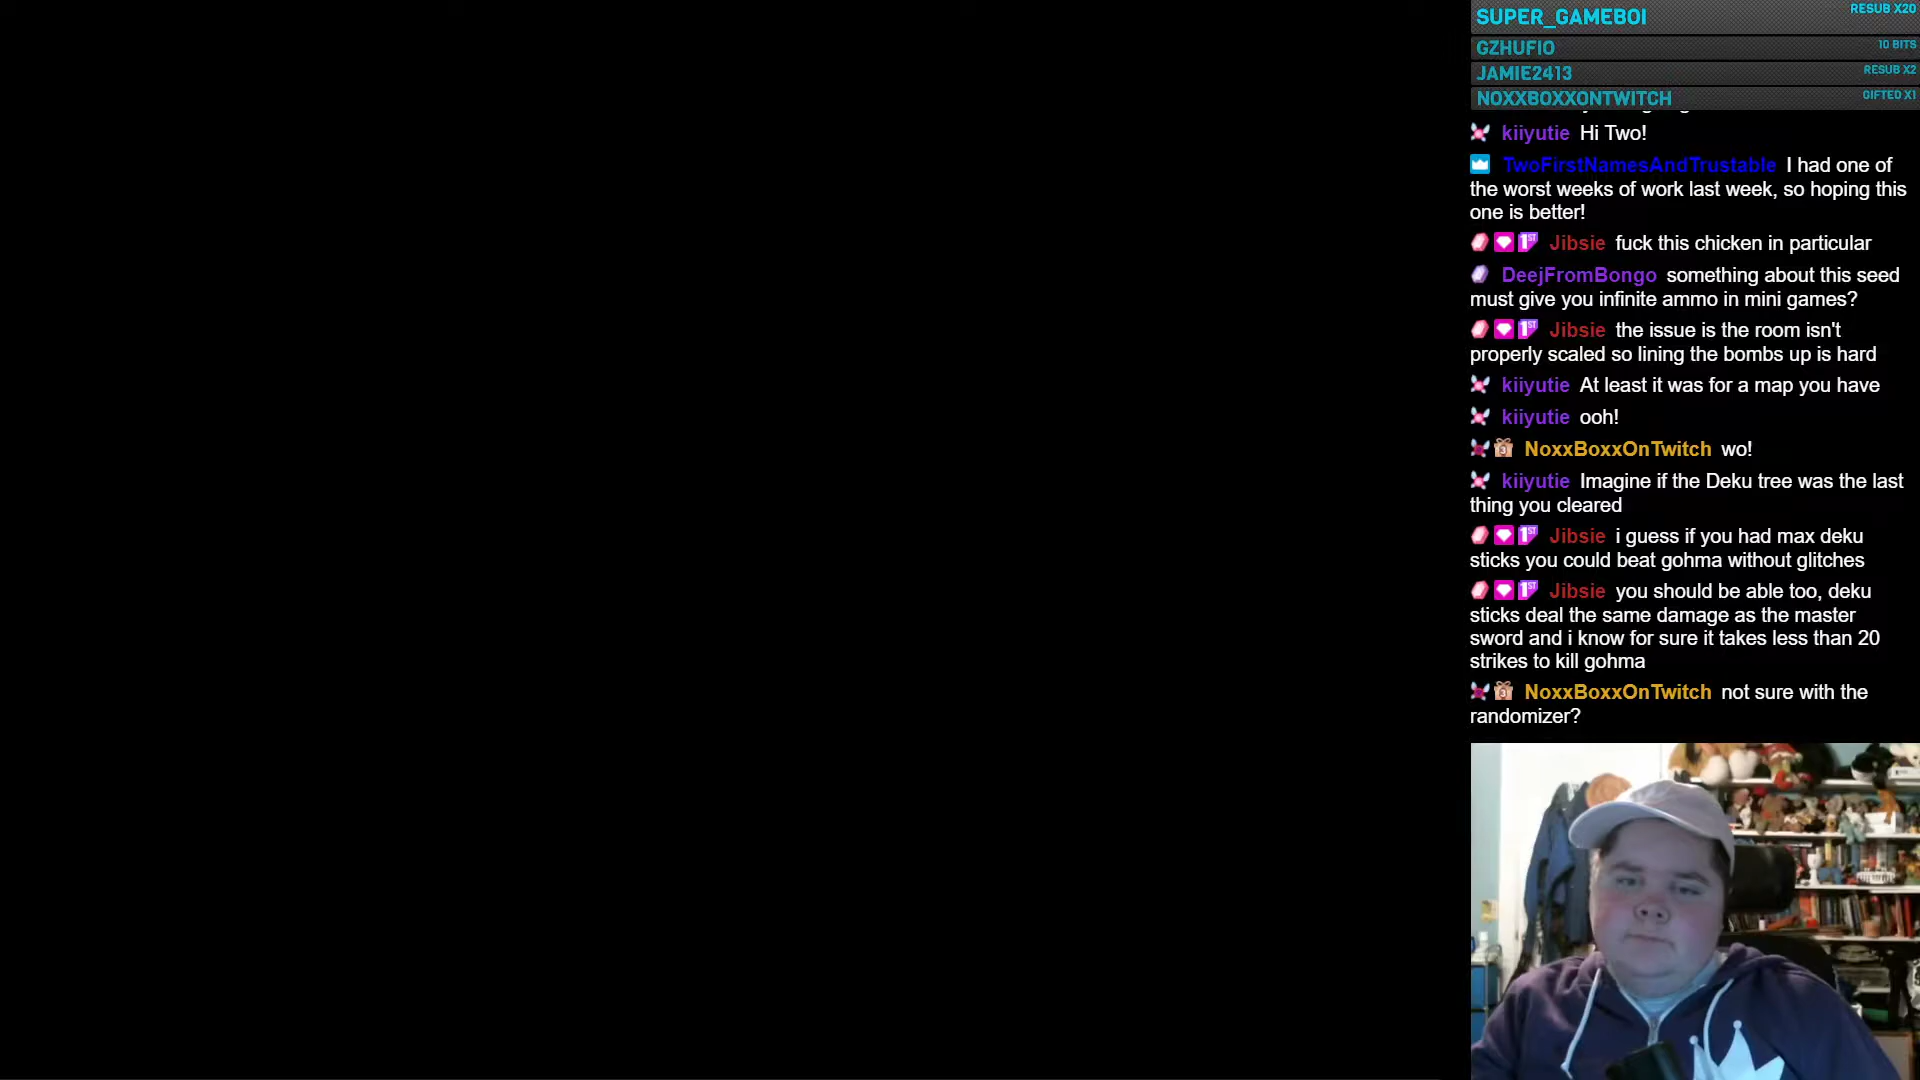 SUPER_GAMEBOI RESUB X20
GZHUFIO 10 BITS
JAMIE2413 RESUB X2
NOXXBOXXONTWITCH GIFTED X1
kiiyutie Hi Two!
TwoFirstNamesAndTrustable I had one of
the worst weeks of work last week, so hoping this
one is better!
1ST Jibsie fuck this chicken in particular
DeejFromBongo something about this seed
must give you infinite ammo in mini games?
1ST Jibsie the issue is the room isn't
properly scaled so lining the bombs up is hard
kiiyutie At least it was for a map you have
kiiyutie ooh!
3 NoxxBoxxOnTwitch wo!
kiiyutie Imagine if the Deku tree was the last
thing you cleared
1ST Jibsie i guess if you had max deku
sticks you could beat gohma without glitches
1ST Jibsie you should be able too, deku
sticks deal the same damage as the master
sword and i know for sure it takes less than 20
strikes to kill gohma
3 NoxxBoxxOnTwitch not sure with the
randomizer?